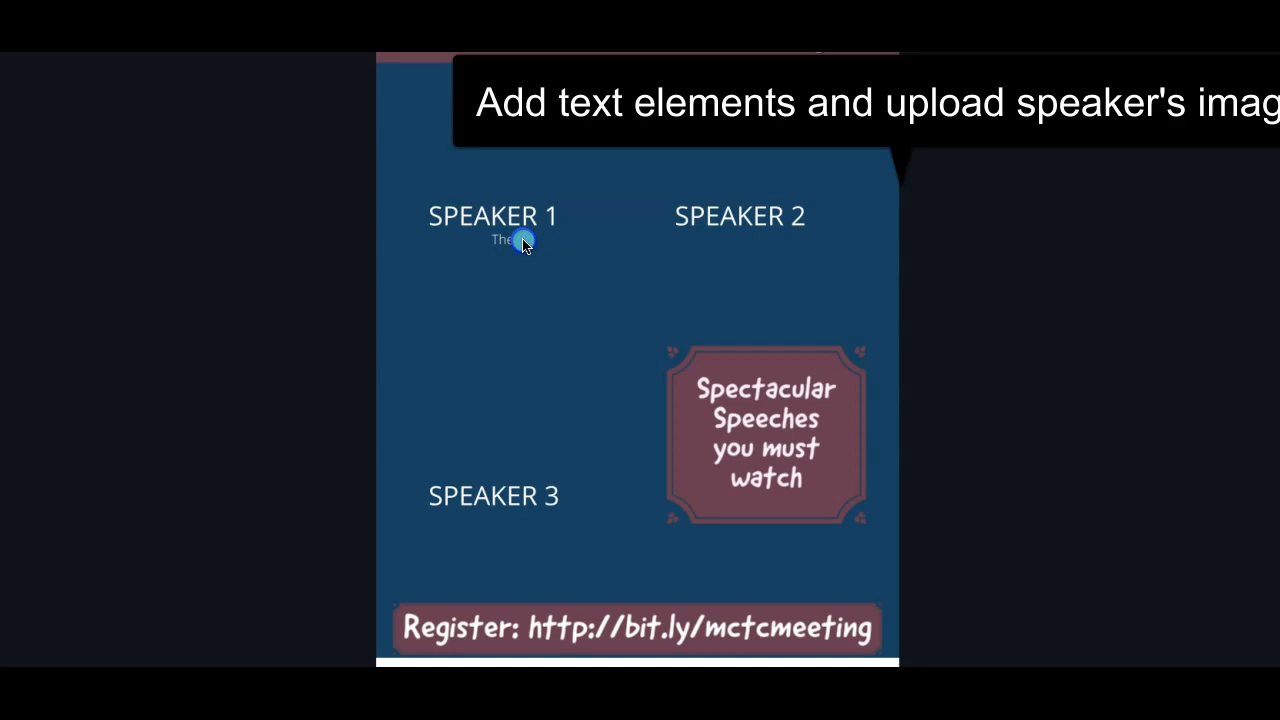 Add text elements and upload speaker's imag
SPEAKER 1
SPEAKER 2
The
Spectacular
Speeches
you must
watch
SPEAKER 3
Register: http://bit.ly/mctcmeeting